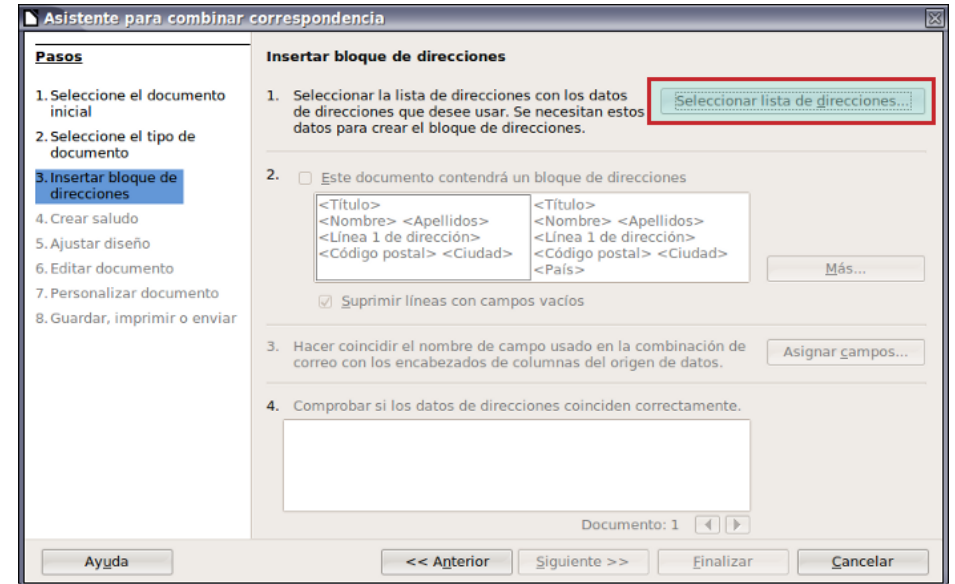 Asistente para combinar correspondencia
Pasos
1. Seleccione el documento
inicial
2. Seleccione el tipo de
documento
3. Insertar bloque de
direcciones
4. Crear saludo
5. Ajustar diseño
6. Editar documento
7. Personalizar documento
8. Guardar, imprimir o enviar
Insertar bloque de direcciones
1. Seleccionar la lista de direcciones con los datos
de direcciones que desee usar. Se necesitan estos
datos para crear el bloque de direcciones.
Seleccionar lista de direcciones...
2. Este documento contendrá un bloque de direcciones
<Título>
<Nombre> <Apellidos>
<Línea 1 de dirección>
<Código postal> <Ciudad>
<Título>
<Nombre> <Apellidos>
<Línea 1 de dirección>
<Código postal> <Ciudad>
<País>
Más...
Suprimir líneas con campos vacíos
3. Hacer coincidir el nombre de campo usado en la combinación de
correo con los encabezados de columnas del origen de datos.
Asignar campos...
4. Comprobar si los datos de direcciones coinciden correctamente.
Documento: 1
Ayuda
<< Anterior
Siguiente >>
Finalizar
Cancelar